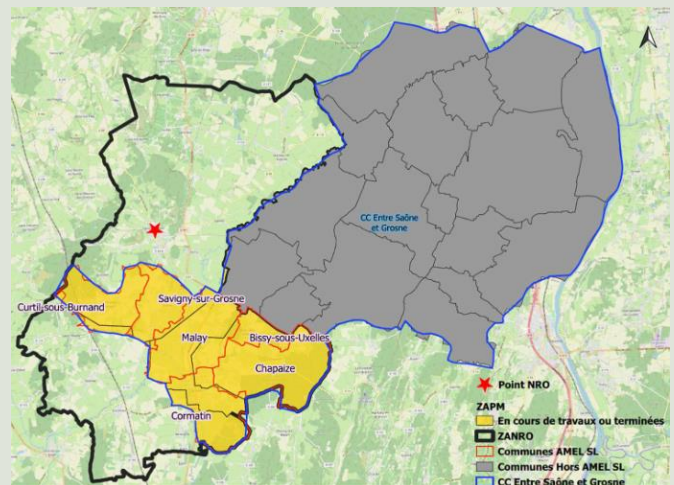 CC Entre Saône
et Grosne
Savigny-sur-Grosne
Curtil-sous-Burnand
Malay
Bissy-sous-Uxelles
Chapaize
Cormatin
Point NRO
ZAPM
En cours de travaux ou terminées
ZANRO
Communes AMEL SL
Communes Hors AMEL SL
CC Entre Saône et Grosne